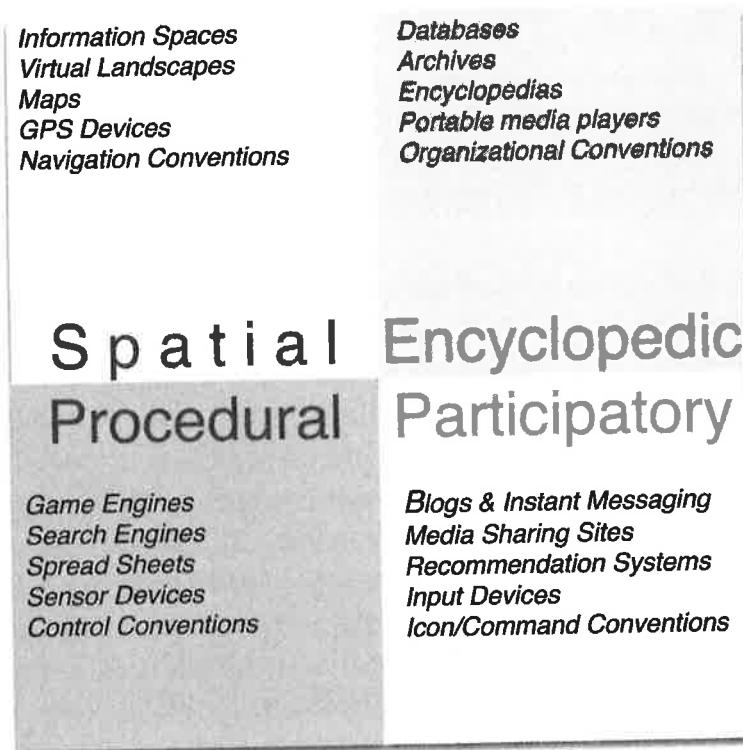 Information Spaces
Virtual Landscapes
Maps
GPS Devices
Navigation Conventions
Databases
Archives
Encyclopedias
Portable media players
Organizational Conventions
Spatial
Encyclopedic
Procedural
Participatory
Game Engines
Search Engines
Spread Sheets
Sensor Devices
Control Conventions
Blogs & Instant Messaging
Media Sharing Sites
Recommendation Systems
Input Devices
Icon/Command Conventions